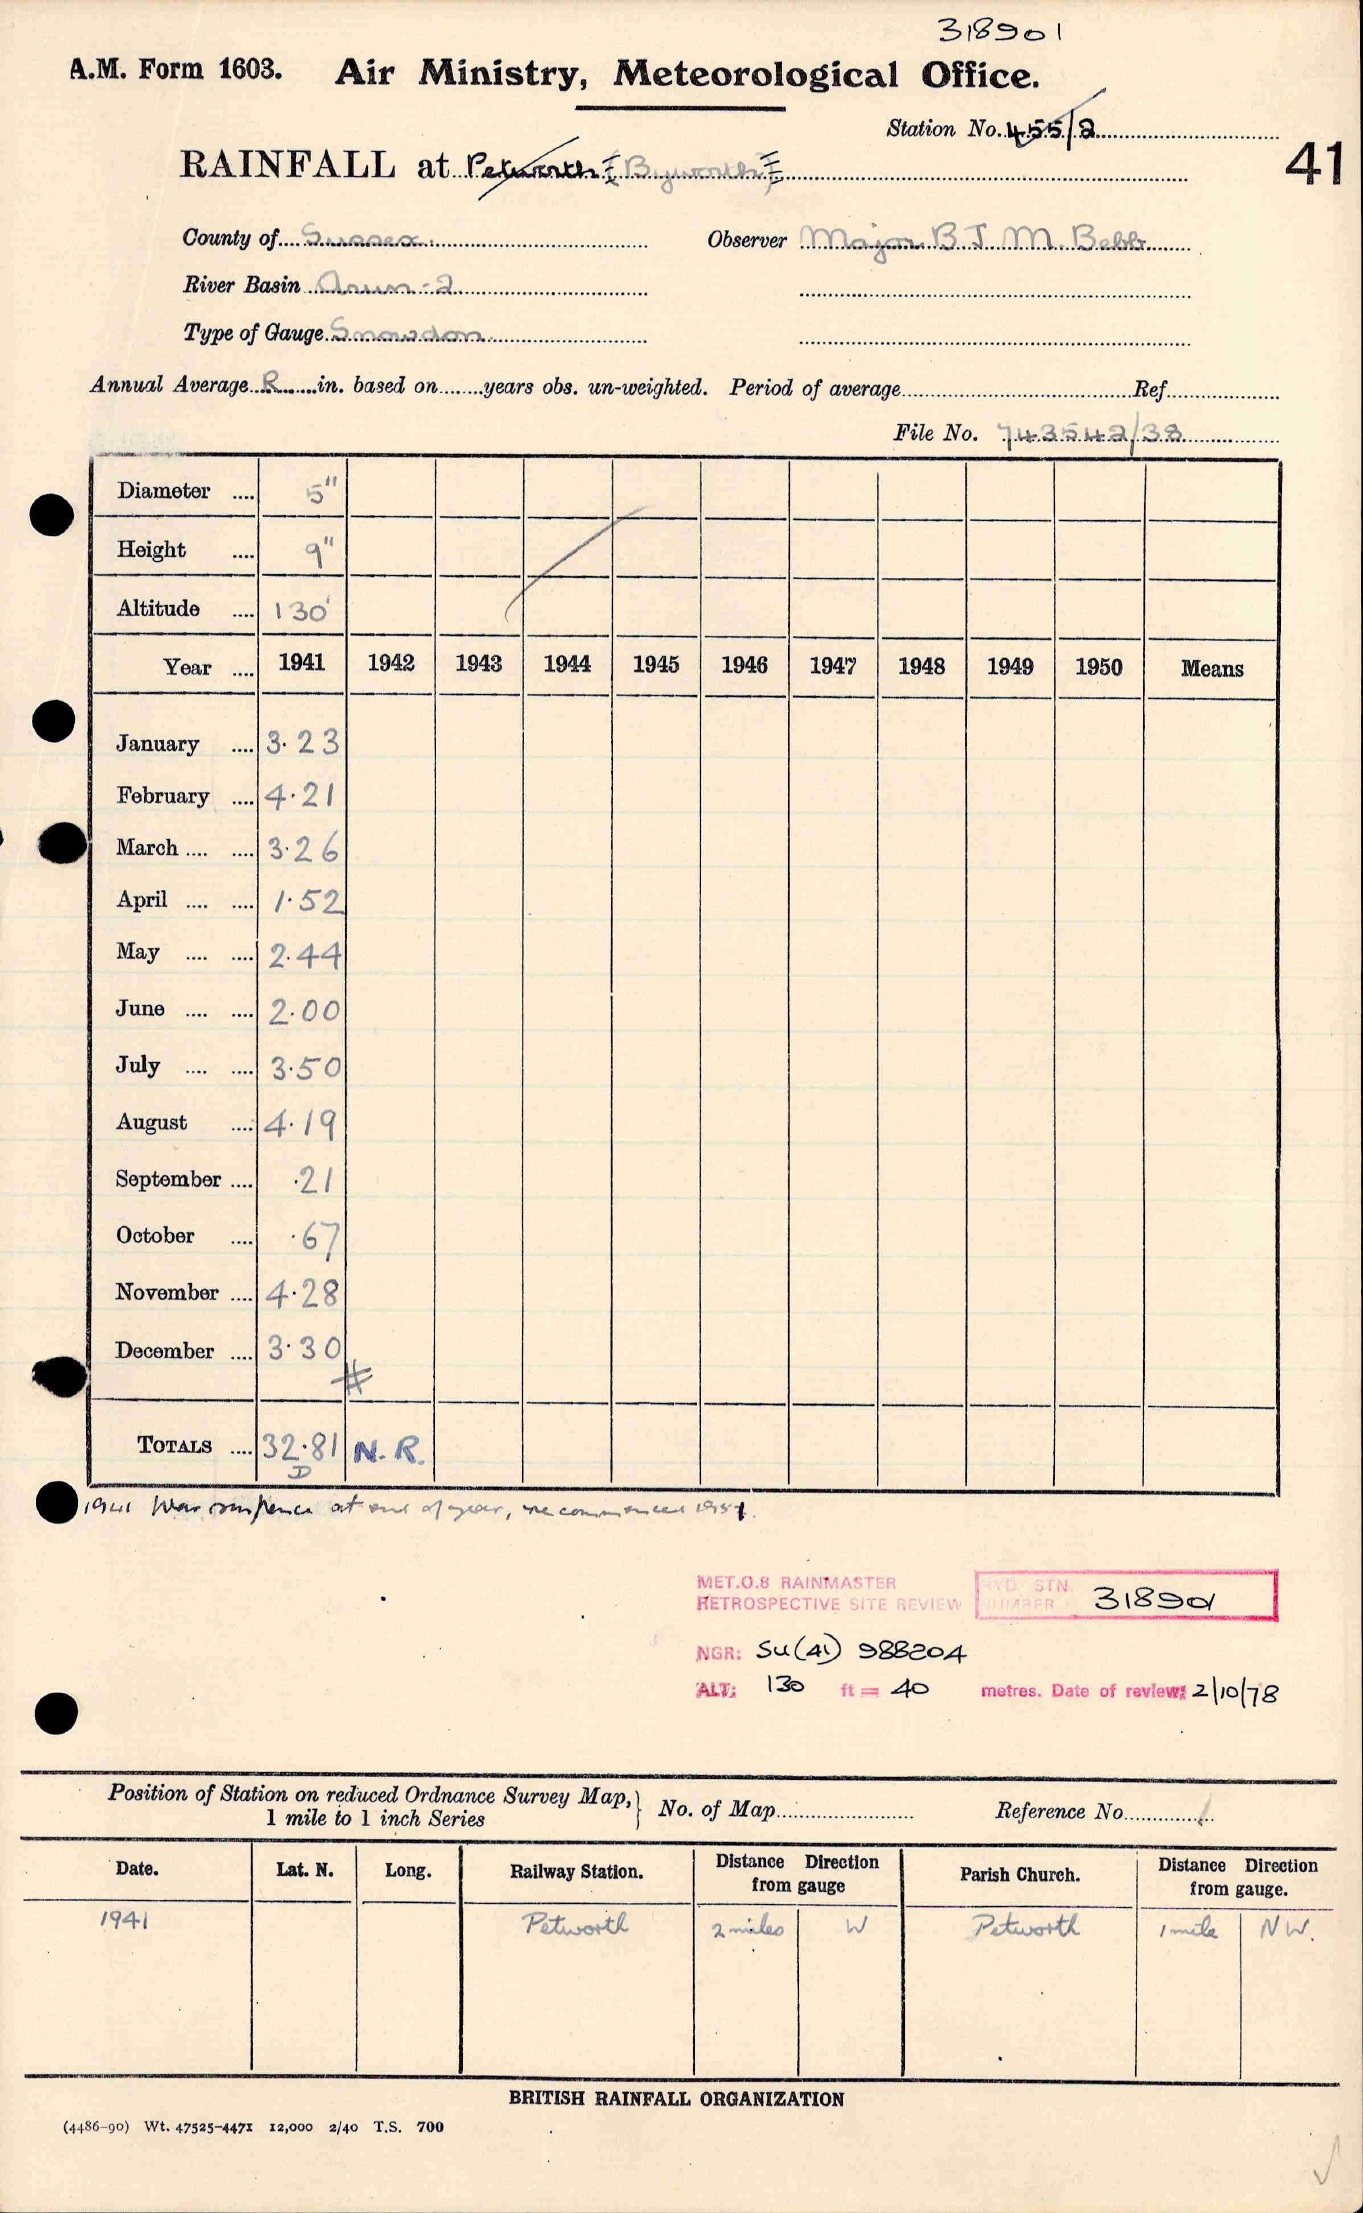 318901
A.M. Form 1603. Air Ministry, Meteorological Office.
Station No. 455/2
41
RAINFALL at Petworth [Byworth]
County of Sussex. Observer Major B J M. Bebb
River Basin Arun-2
Type of Gauge Snowdon
Annual Average R in. based on years obs. un-weighted. Period of average Ref.
File No. 743542/38
Diameter .... 5"
Height .... 9"
Altitude .... 130'
Year .... 1941 1942 1943 1944 1945 1946 1947 1948 1949 1950 Means
January .... 3.23
February .... 4.21
March .... .... 3.26
April .... .... 1.52
May .... .... 2.44
June .... .... 2.00
July .... .... 3.50
August .... 4.19
September .... .21
October .... .67
November .... 4.28
December .... 3.30
#
TOTALS .... 32.81 N.R.
D
1941 War at end of year, recommenced 1951.
MET.O.8 RAINMASTER
RETROSPECTIVE SITE REVIEW
HYD. STN. NUMBER 318901
NGR: SU(41) 988204
ALT: 130 ft = 40 metres. Date of review: 2/10/78
Position of Station on reduced Ordnance Survey Map, } No. of Map Reference No.
1 mile to 1 inch Series
Date. Lat. N. Long. Railway Station. Distance Direction from gauge Parish Church. Distance Direction from gauge.
1941 Petworth 2 miles W Petworth 1 mile NW.
BRITISH RAINFALL ORGANIZATION
(4486-90) Wt. 47525-4471 12,000 2/40 T.S. 700